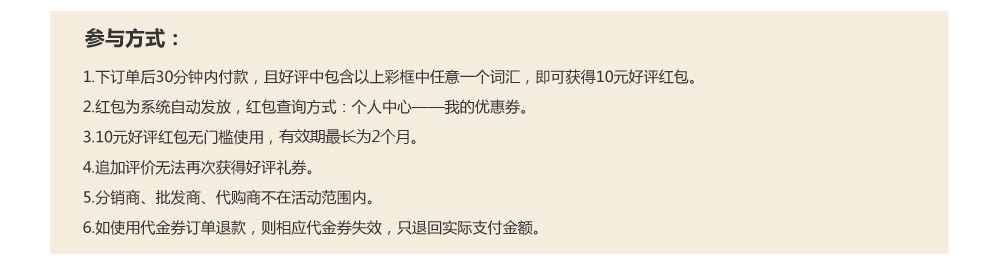 参与方式：
1.下订单后30分钟内付款，且好评中包含以上彩框中任意一个词汇，即可获得10元好评红包。
2.红包为系统自动发放，红包查询方式：个人中心——我的优惠券。
3.10元好评红包无门槛使用，有效期最长为2个月。
4.追加评价无法再次获得好评礼券。
5.分销商、批发商、代购商不在活动范围内。
6.如使用代金券订单退款，则相应代金券失效，只退回实际支付金额。